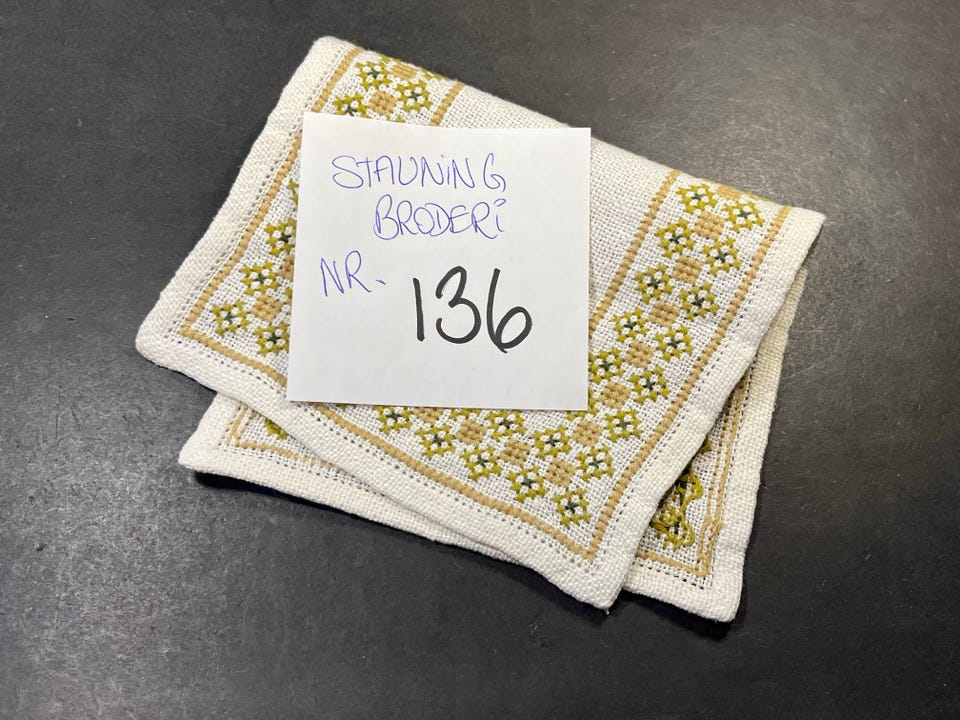 STAUNiNG
BRODERi
NR. 136